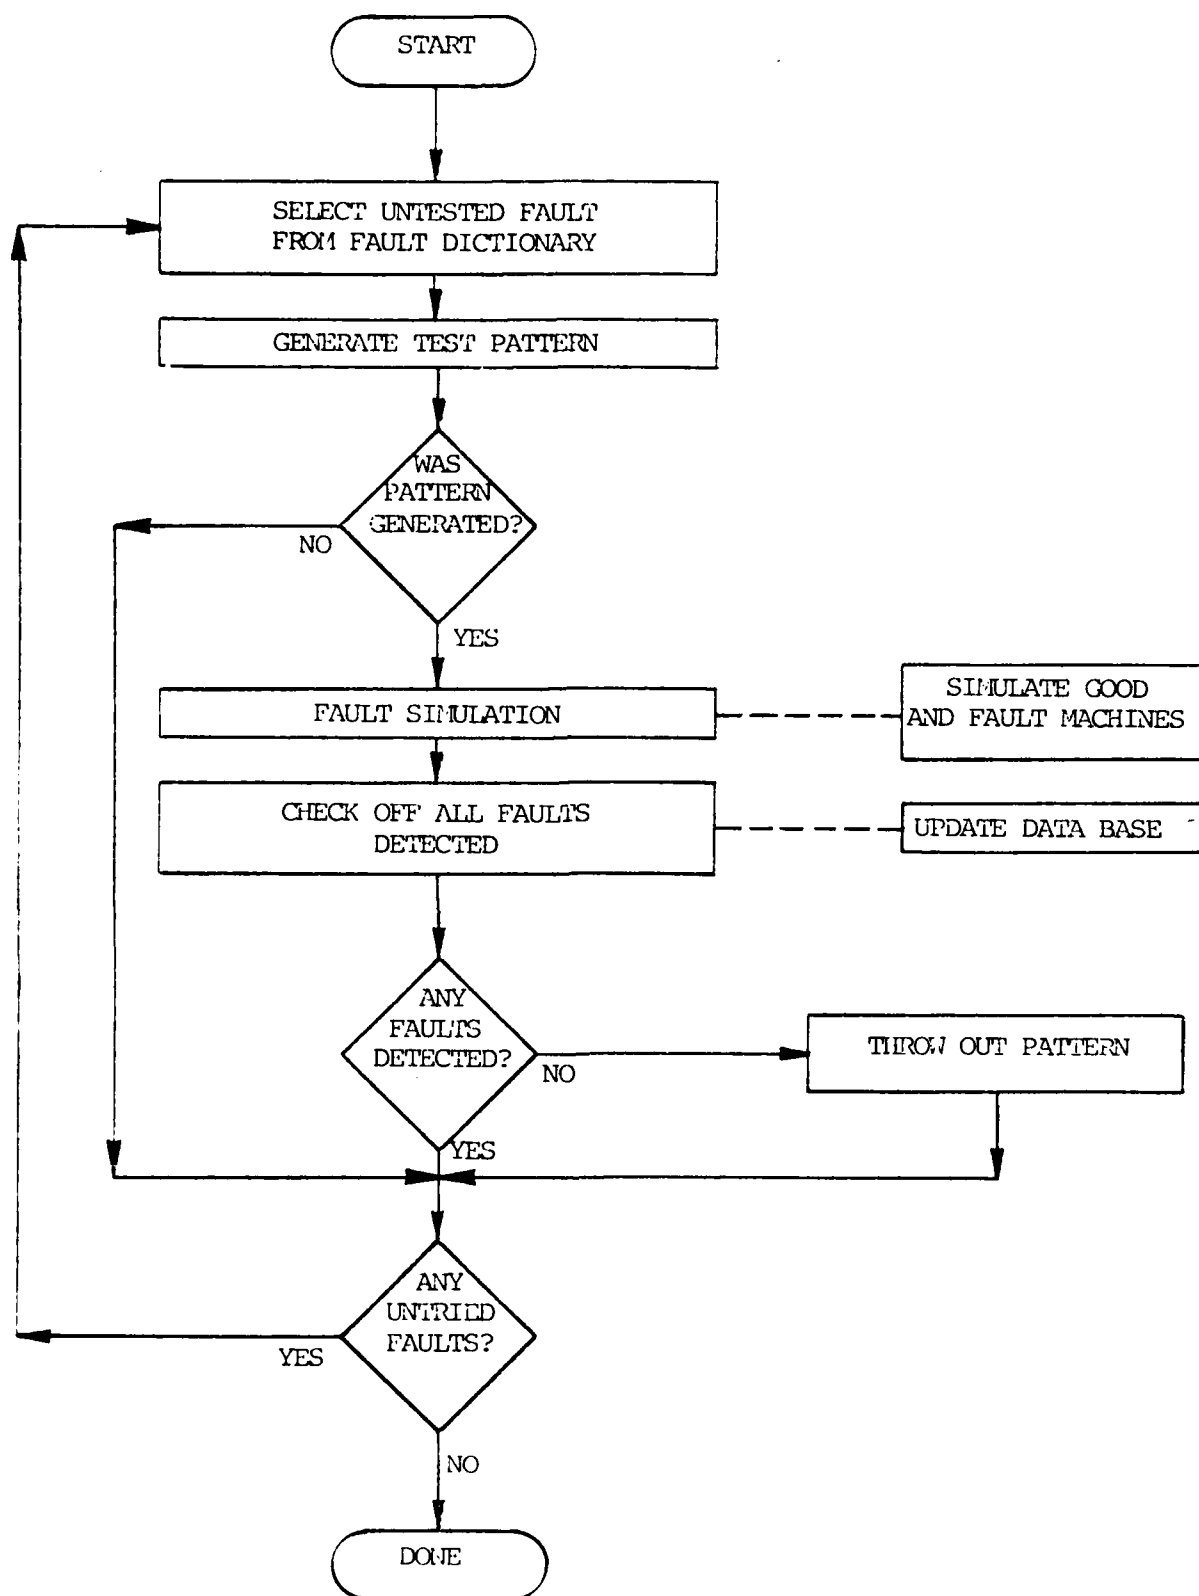 START
SELECT UNTESTED FAULT
FROM FAULT DICTIONARY
GENERATE TEST PATTERN
WAS
PATTERN
GENERATED?
NO
YES
FAULT SIMULATION
SIMULATE GOOD
AND FAULT MACHINES
CHECK OFF ALL FAULTS
DETECTED
UPDATE DATA BASE
ANY
FAULTS
DETECTED?
NO
THROW OUT PATTERN
YES
ANY
UNTRIED
FAULTS?
YES
NO
DONE